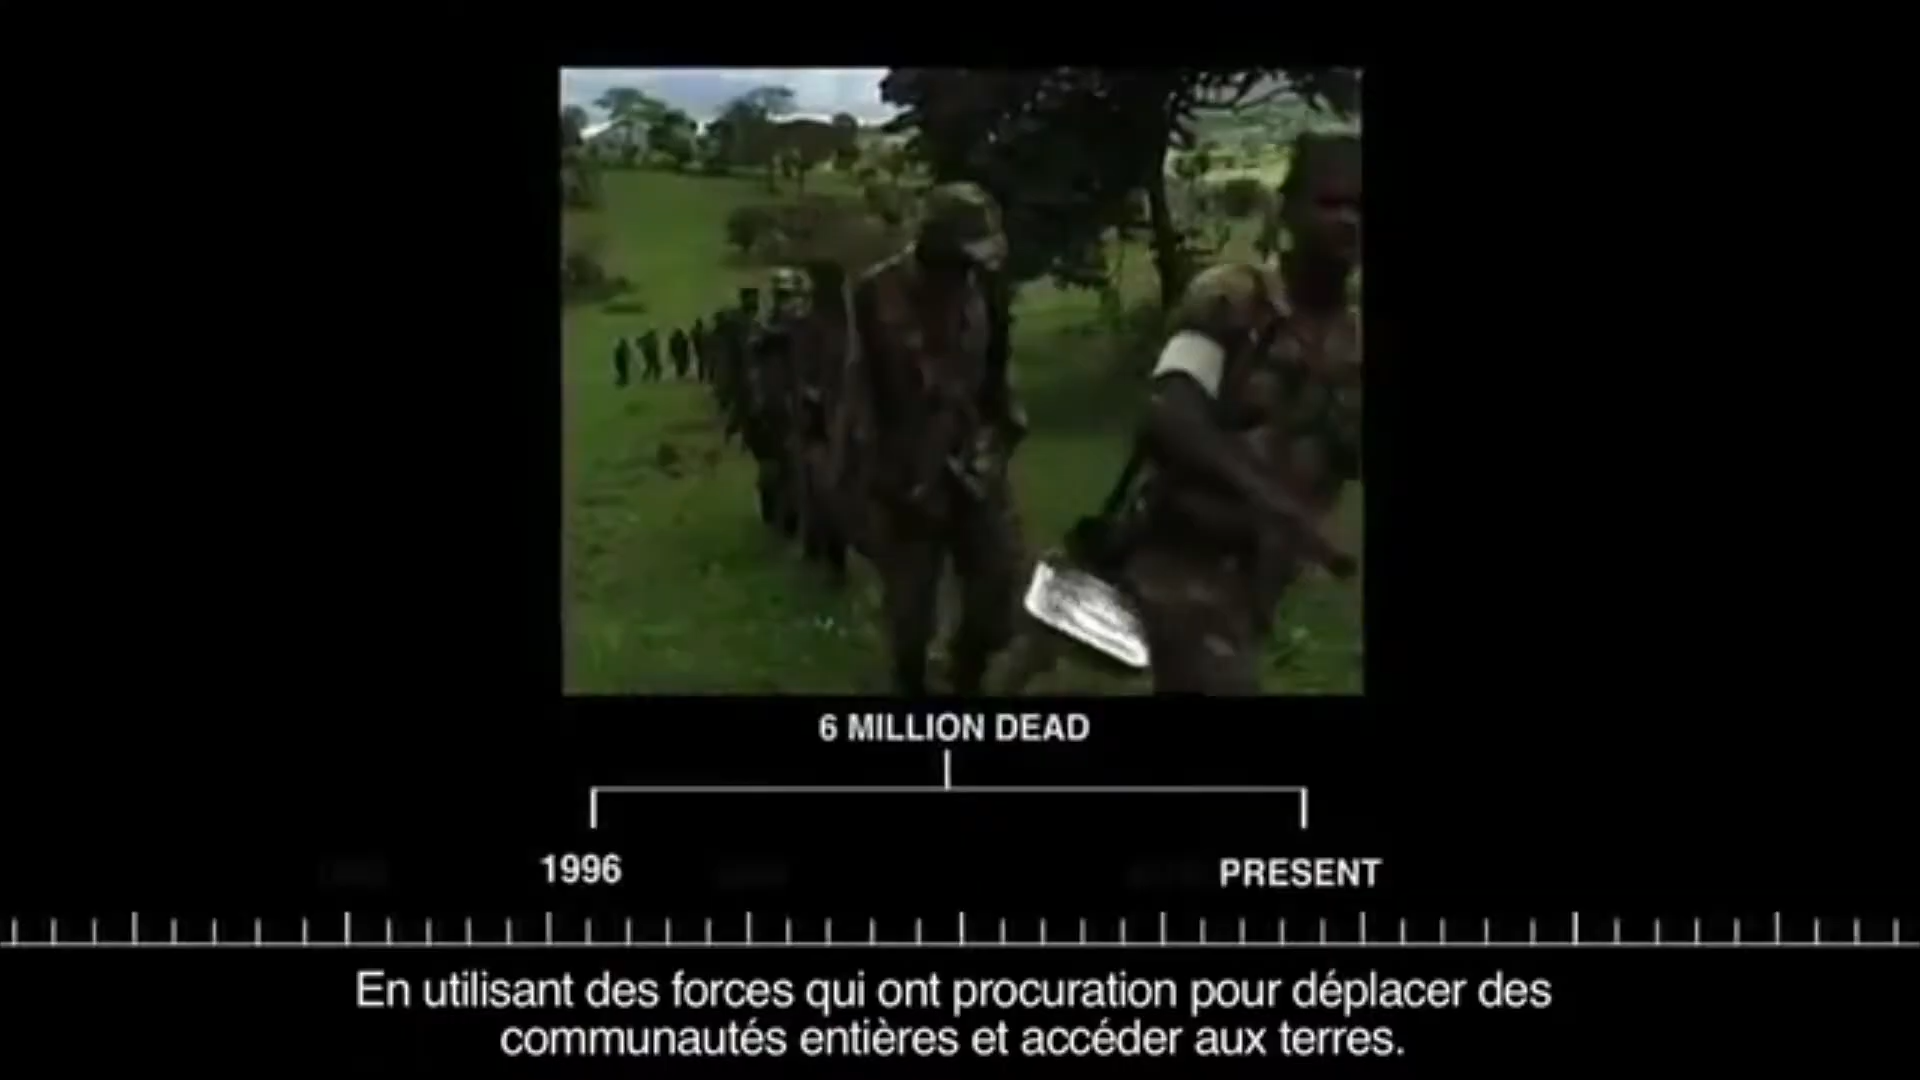 6 MILLION DEAD
1996
PRESENT
En utilisant des forces qui ont procuration pour déplacer des
communautés entières et accéder aux terres.